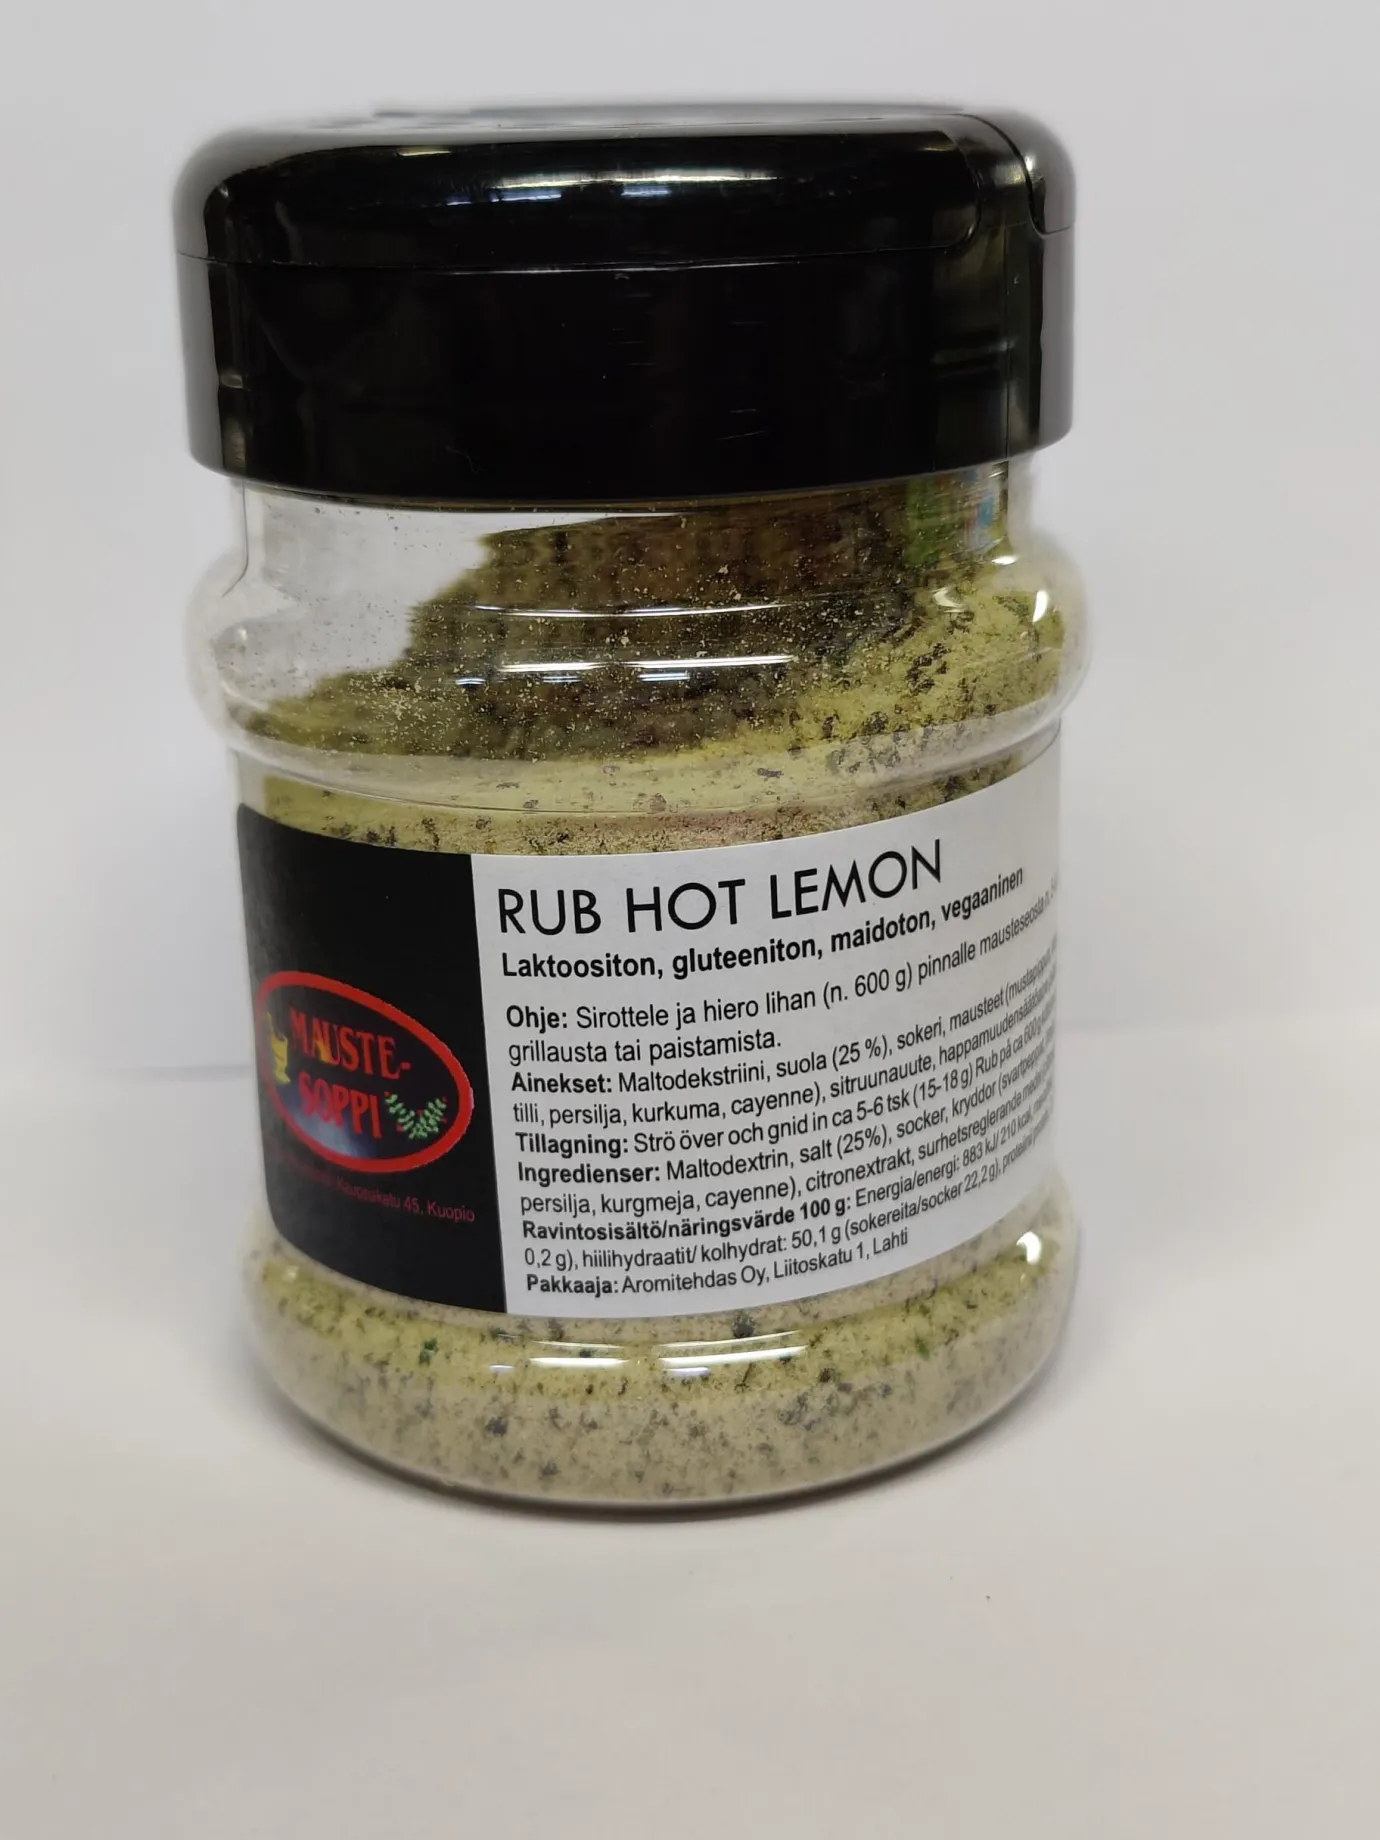 RUB HOT LEMON
Laktoositon, gluteeniton, maidoton, vegaaninen
Ohje: Sirottele ja hiero lihan (n. 600 g) pinnalle mausteseosta n.
grillausta tai paistamista.
Ainekset: Maltodekstriini, suola (25 %), sokeri, mausteet (mustapippuri,
tilli, persilja, kurkuma, cayenne), sitruunauute, happamuudensäätöaine
Tillagning: Strö över och gnid in ca 5-6 tsk (15-18 g) Rub på ca 600 g
Ingredienser: Maltodextrin, salt (25%), socker, kryddor (svartpeppar,
persilja, kurgmeja, cayenne), citronextrakt, surhetsreglerande
Ravintosisältö/näringsvärde 100 g: Energia/energi: 883 kJ/ 210 kcal,
0,2 g), hiilihydraatit/ kolhydrat: 50,1 g (sokereita/socker 22,2 g),
Pakkaaja: Aromitehdas Oy, Liitoskatu 1, Lahti
MAUSTE-
SOPPI
45, Kuopio